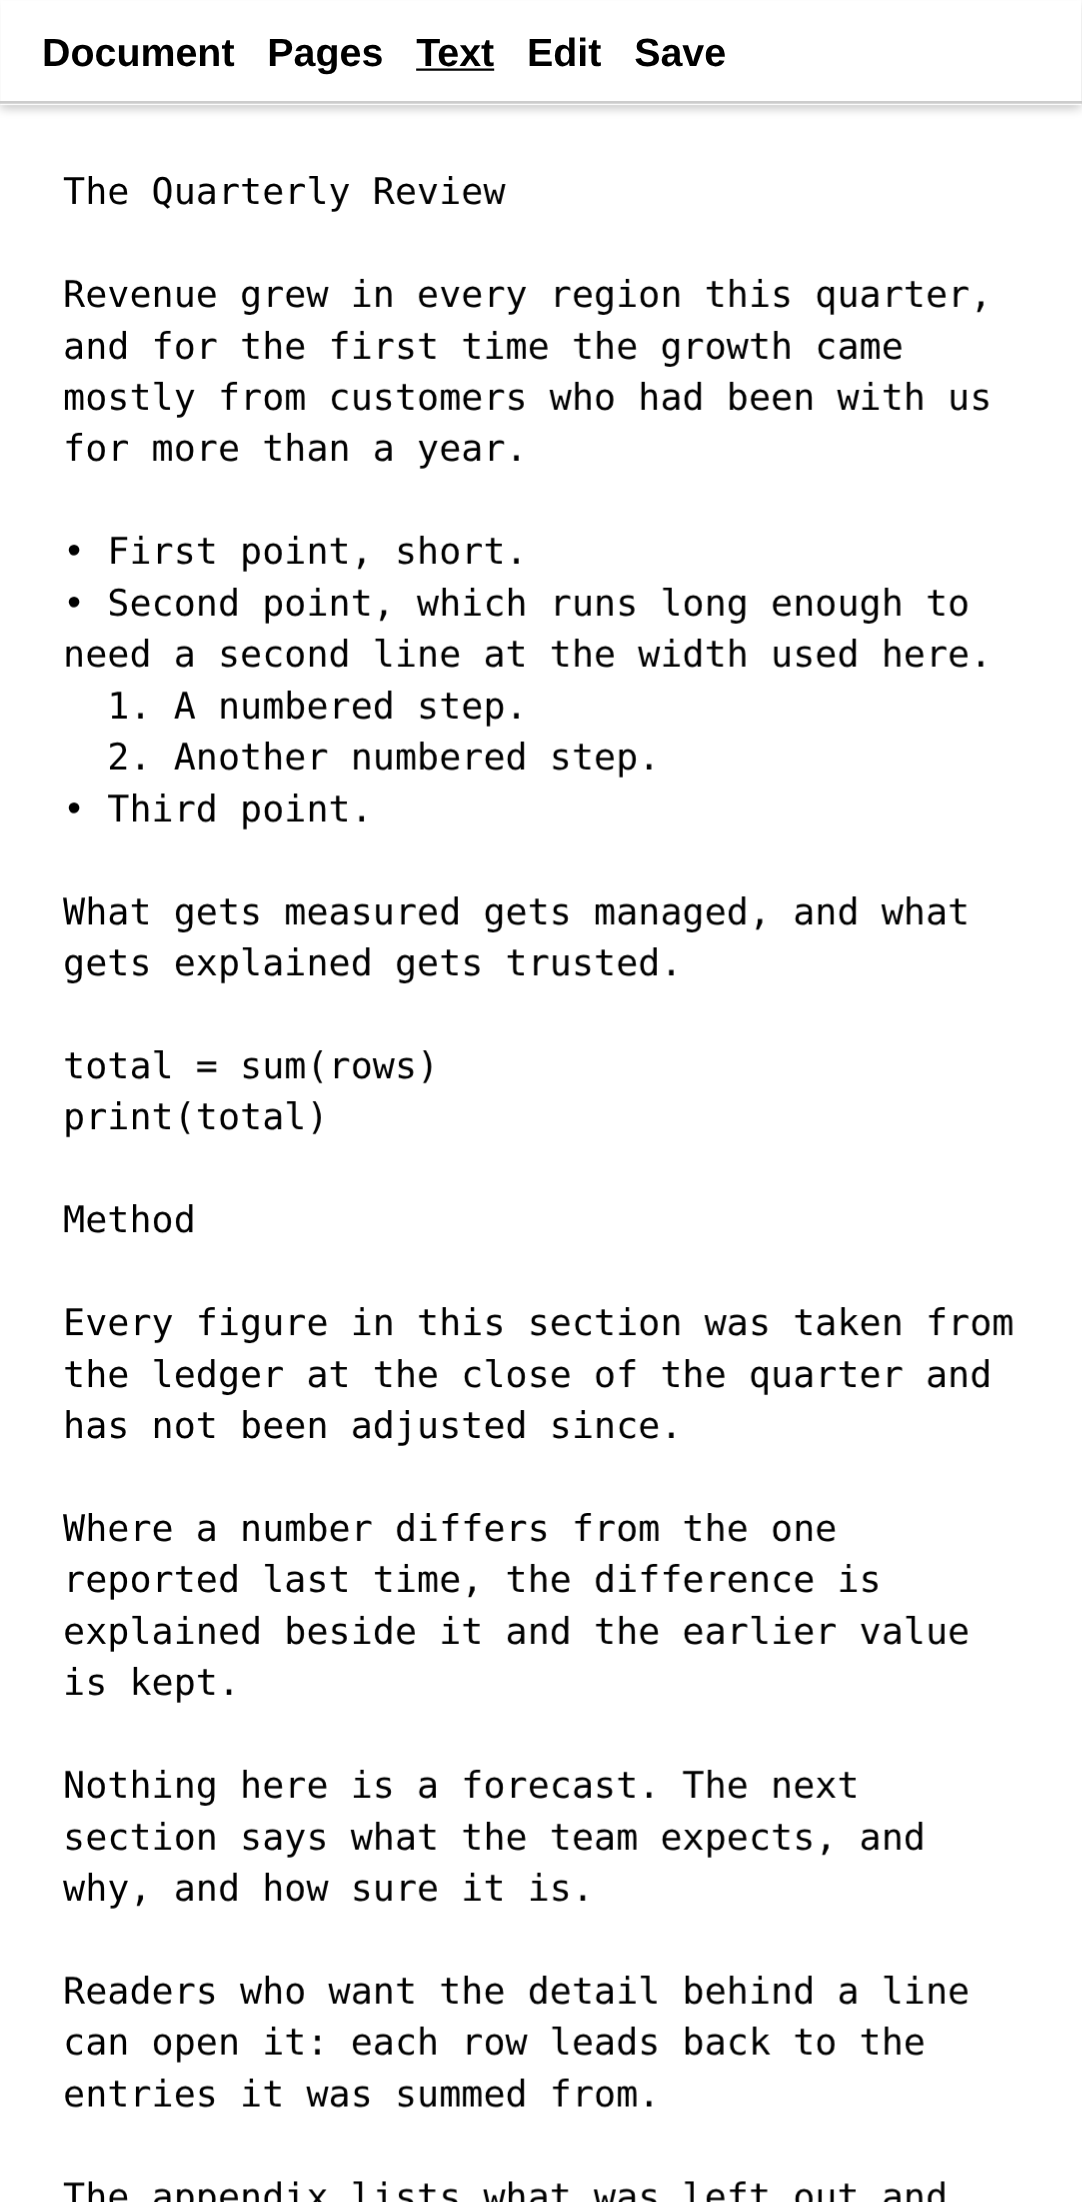 Document Pages Text Edit Save
The Quarterly Review
Revenue grew in every region this quarter,
and for the first time the growth came
mostly from customers who had been with us
for more than a year.
• First point, short.
• Second point, which runs long enough to
need a second line at the width used here.
1. A numbered step.
2. Another numbered step.
• Third point.
What gets measured gets managed, and what
gets explained gets trusted.
total = sum(rows)
print(total)
Method
Every figure in this section was taken from
the ledger at the close of the quarter and
has not been adjusted since.
Where a number differs from the one
reported last time, the difference is
explained beside it and the earlier value
is kept.
Nothing here is a forecast. The next
section says what the team expects, and
why, and how sure it is.
Readers who want the detail behind a line
can open it: each row leads back to the
entries it was summed from.
The appendix lists what was left out and